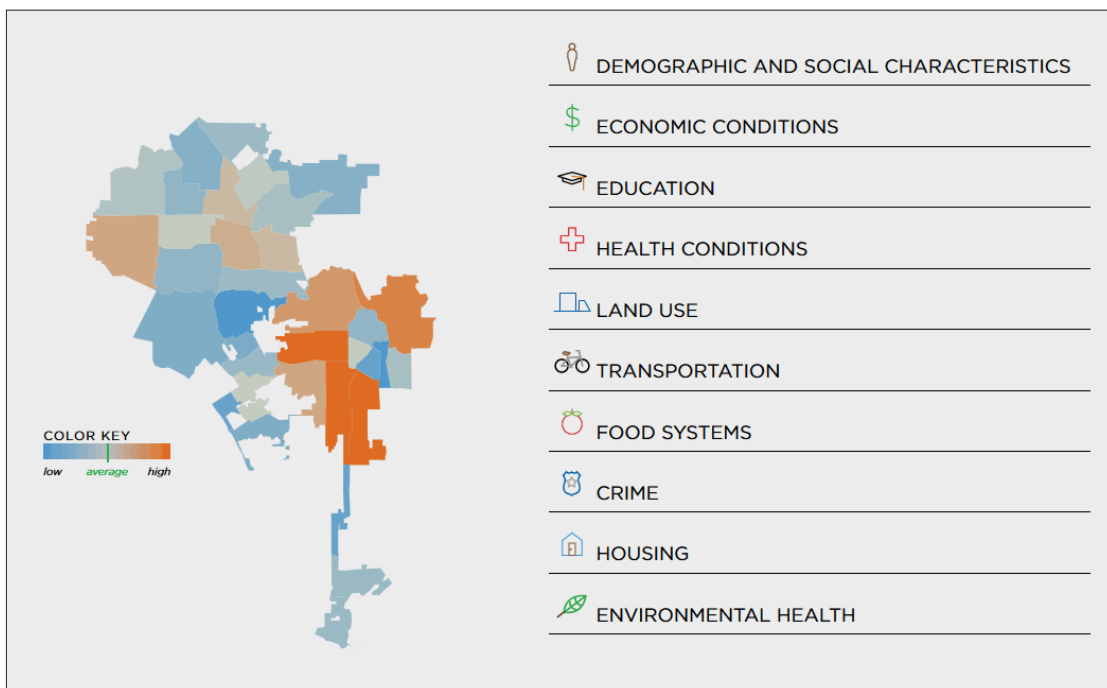 DEMOGRAPHIC AND SOCIAL CHARACTERISTICS
$ ECONOMIC CONDITIONS
EDUCATION
HEALTH CONDITIONS
LAND USE
TRANSPORTATION
FOOD SYSTEMS
CRIME
HOUSING
ENVIRONMENTAL HEALTH
COLOR KEY
low average high